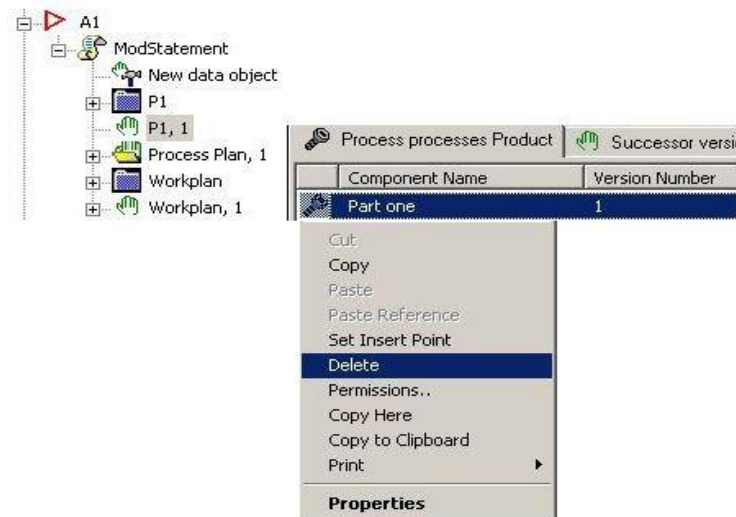 A1
ModStatement
New data object
P1
P1, 1
Process Plan, 1
Workplan
Workplan, 1
Process processes Product Successor versi
Component Name Version Number
Part one 1
Cut
Copy
Paste
Paste Reference
Set Insert Point
Delete
Permissions..
Copy Here
Copy to Clipboard
Print
Properties